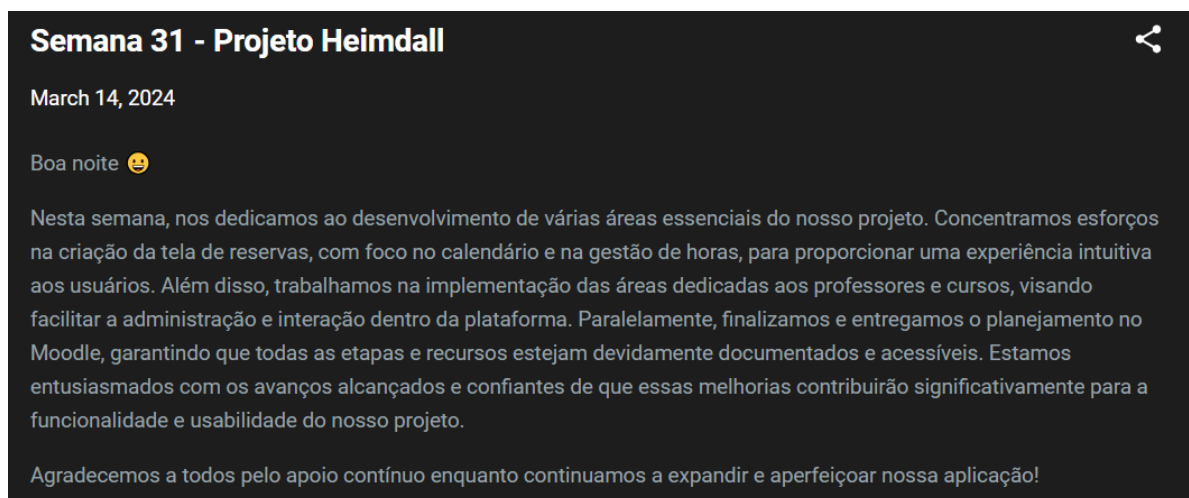 Semana 31 - Projeto Heimdall
March 14, 2024
Boa noite 😀
Nesta semana, nos dedicamos ao desenvolvimento de várias áreas essenciais do nosso projeto. Concentramos esforços
na criação da tela de reservas, com foco no calendário e na gestão de horas, para proporcionar uma experiência intuitiva
aos usuários. Além disso, trabalhamos na implementação das áreas dedicadas aos professores e cursos, visando
facilitar a administração e interação dentro da plataforma. Paralelamente, finalizamos e entregamos o planejamento no
Moodle, garantindo que todas as etapas e recursos estejam devidamente documentados e acessíveis. Estamos
entusiasmados com os avanços alcançados e confiantes de que essas melhorias contribuirão significativamente para a
funcionalidade e usabilidade do nosso projeto.
Agradecemos a todos pelo apoio contínuo enquanto continuamos a expandir e aperfeiçoar nossa aplicação!